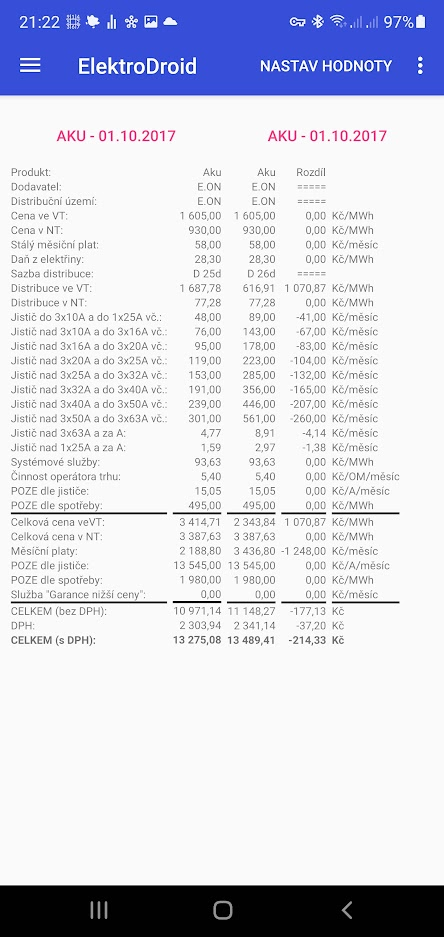 21:22 97%
ElektroDroid NASTAV HODNOTY
AKU - 01.10.2017 AKU - 01.10.2017
Produkt: Aku Aku Rozdíl
Dodavatel: E.ON E.ON =====
Distribuční území: E.ON E.ON =====
Cena ve VT: 1 605,00 1 605,00 0,00 Kč/MWh
Cena v NT: 930,00 930,00 0,00 Kč/MWh
Stálý měsíční plat: 58,00 58,00 0,00 Kč/měsíc
Daň z elektřiny: 28,30 28,30 0,00 Kč/MWh
Sazba distribuce: D 25d D 26d =====
Distribuce ve VT: 1 687,78 616,91 1 070,87 Kč/MWh
Distribuce v NT: 77,28 77,28 0,00 Kč/MWh
Jistič do 3x10A a do 1x25A vč.: 48,00 89,00 -41,00 Kč/měsíc
Jistič nad 3x10A a do 3x16A vč.: 76,00 143,00 -67,00 Kč/měsíc
Jistič nad 3x16A a do 3x20A vč.: 95,00 178,00 -83,00 Kč/měsíc
Jistič nad 3x20A a do 3x25A vč.: 119,00 223,00 -104,00 Kč/měsíc
Jistič nad 3x25A a do 3x32A vč.: 153,00 285,00 -132,00 Kč/měsíc
Jistič nad 3x32A a do 3x40A vč.: 191,00 356,00 -165,00 Kč/měsíc
Jistič nad 3x40A a do 3x50A vč.: 239,00 446,00 -207,00 Kč/měsíc
Jistič nad 3x50A a do 3x63A vč.: 301,00 561,00 -260,00 Kč/měsíc
Jistič nad 3x63A a za A: 4,77 8,91 -4,14 Kč/měsíc
Jistič nad 1x25A a za A: 1,59 2,97 -1,38 Kč/měsíc
Systémové služby: 93,63 93,63 0,00 Kč/MWh
Činnost operátora trhu: 5,40 5,40 0,00 Kč/OM/měsíc
POZE dle jističe: 15,05 15,05 0,00 Kč/A/měsíc
POZE dle spotřeby: 495,00 495,00 0,00 Kč/MWh
Celková cena veVT: 3 414,71 2 343,84 1 070,87 Kč/MWh
Celková cena v NT: 3 387,63 3 387,63 0,00 Kč/MWh
Měsíční platy: 2 188,80 3 436,80 -1 248,00 Kč/měsíc
POZE dle jističe: 13 545,00 13 545,00 0,00 Kč/A/měsíc
POZE dle spotřeby: 1 980,00 1 980,00 0,00 Kč/MWh
Služba "Garance nižší ceny": 0,00 0,00 0,00 Kč/měsíc
CELKEM (bez DPH): 10 971,14 11 148,27 -177,13 Kč
DPH: 2 303,94 2 341,14 -37,20 Kč
CELKEM (s DPH): 13 275,08 13 489,41 -214,33 Kč